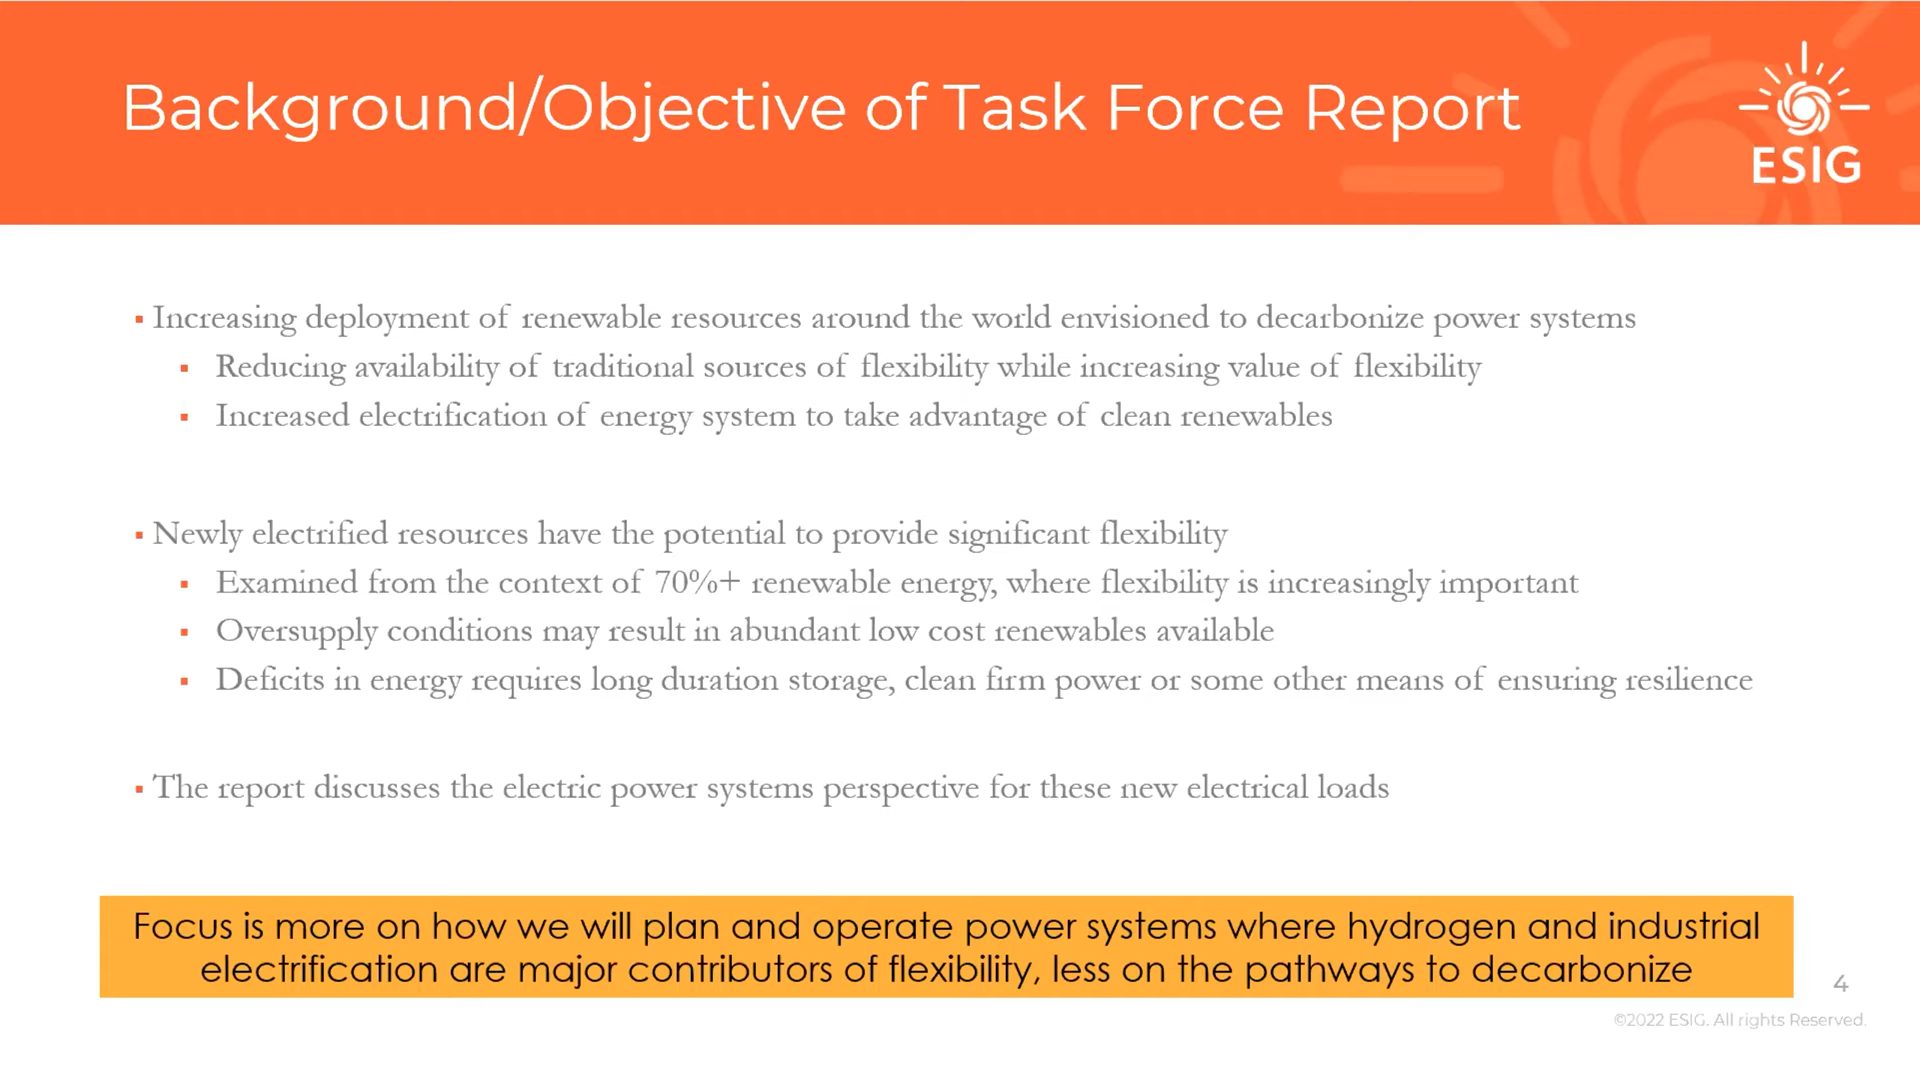 Background/Objective of Task Force Report
ESIG
▪ Increasing deployment of renewable resources around the world envisioned to decarbonize power systems
▪ Reducing availability of traditional sources of flexibility while increasing value of flexibility
▪ Increased electrification of energy system to take advantage of clean renewables
▪ Newly electrified resources have the potential to provide significant flexibility
▪ Examined from the context of 70%+ renewable energy, where flexibility is increasingly important
▪ Oversupply conditions may result in abundant low cost renewables available
▪ Deficits in energy requires long duration storage, clean firm power or some other means of ensuring resilience
▪ The report discusses the electric power systems perspective for these new electrical loads
Focus is more on how we will plan and operate power systems where hydrogen and industrial
electrification are major contributors of flexibility, less on the pathways to decarbonize
4
©2022 ESIG. All rights Reserved.